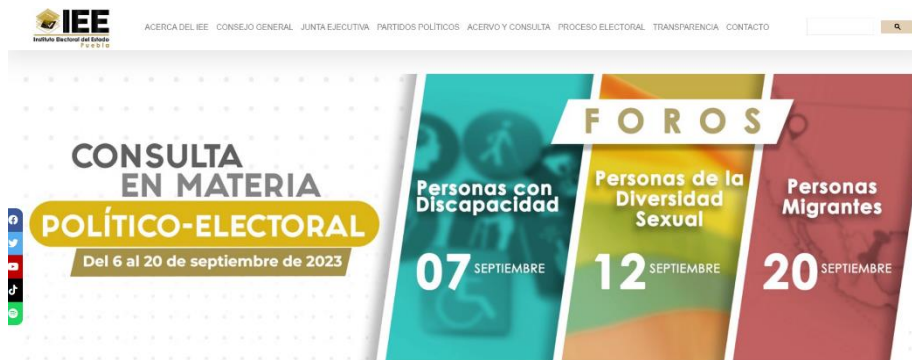 IEE
Instituto Electoral del Estado
Puebla
ACERCA DEL IEE CONSEJO GENERAL JUNTA EJECUTIVA PARTIDOS POLÍTICOS ACERVO Y CONSULTA PROCESO ELECTORAL TRANSPARENCIA CONTACTO
CONSULTA
EN MATERIA
POLÍTICO-ELECTORAL
Del 6 al 20 de septiembre de 2023
FOROS
Personas con
Discapacidad
07 SEPTIEMBRE
Personas de la
Diversidad
Sexual
12 SEPTIEMBRE
Personas
Migrantes
20 SEPTIEMBRE